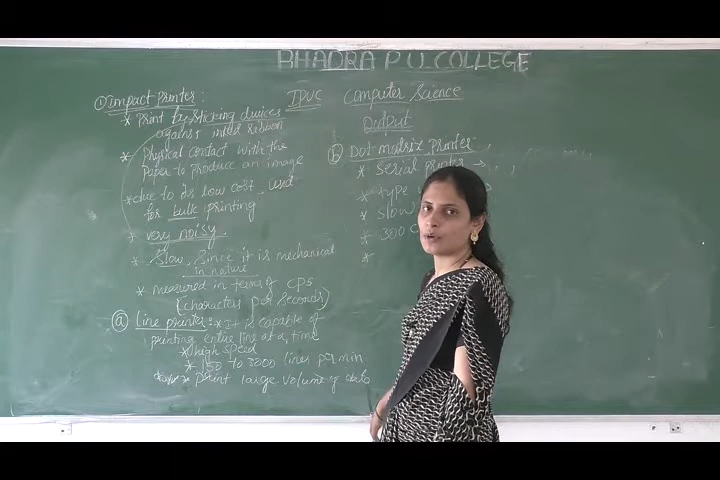 BHADRA P U COLLEGE
IPUC Computer Science
Output
① Impact Printer :
* Print by striking devices
against inked ribbon
* Physical contact with the
paper to produce an image
* due to its low cost, used
for bulk printing
* very noisy.
* Slow, Since it is mechanical
in nature
* measured in terms of CPS
(characters per seconds)
ⓐ Line printer :- * It is capable of
printing entire line at a time
* high speed
* 150 to 3000 lines per min
* print large volume of data
ⓑ Dot matrix printer :-
* Serial printer →
* type
* slow
* 300 C
*